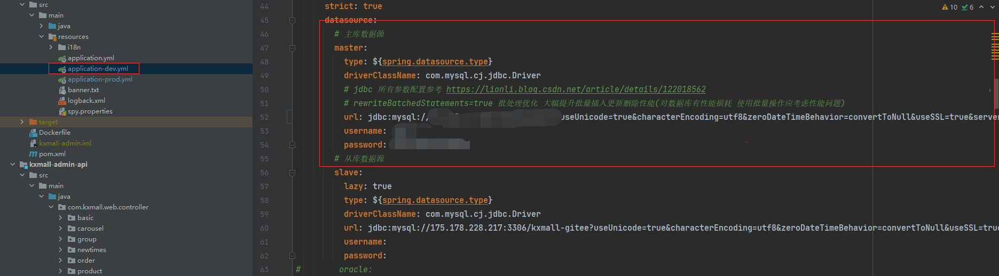 src
main
java
resources
i18n
application.yml
application-dev.yml
application-prod.yml
banner.txt
logback.xml
spy.properties
target
Dockerfile
kxmall-admin.iml
pom.xml
kxmall-admin-api
src
main
java
com.kxmall.web.controller
basic
carousel
group
newtimes
order
product
10 6
44 strict: true
45 datasource:
46 # 主库数据源
47 master:
48 type: ${spring.datasource.type}
49 driverClassName: com.mysql.cj.jdbc.Driver
50 # jdbc 所有参数配置参考 https://lionli.blog.csdn.net/article/details/122018562
51 # rewriteBatchedStatements=true 批处理优化 大幅提升批量插入更新删除性能(对数据库有性能损耗 使用批量操作应考虑性能问题)
52 url: jdbc:mysql:// useUnicode=true&characterEncoding=utf8&zeroDateTimeBehavior=convertToNull&useSSL=true&server
53 username:
54 password:
55 # 从库数据源
56 slave:
57 lazy: true
58 type: ${spring.datasource.type}
59 driverClassName: com.mysql.cj.jdbc.Driver
60 url: jdbc:mysql://175.178.228.217:3306/kxmall-gitee?useUnicode=true&characterEncoding=utf8&zeroDateTimeBehavior=convertToNull&useSSL=true
61 username:
62 password:
63 # oracle: